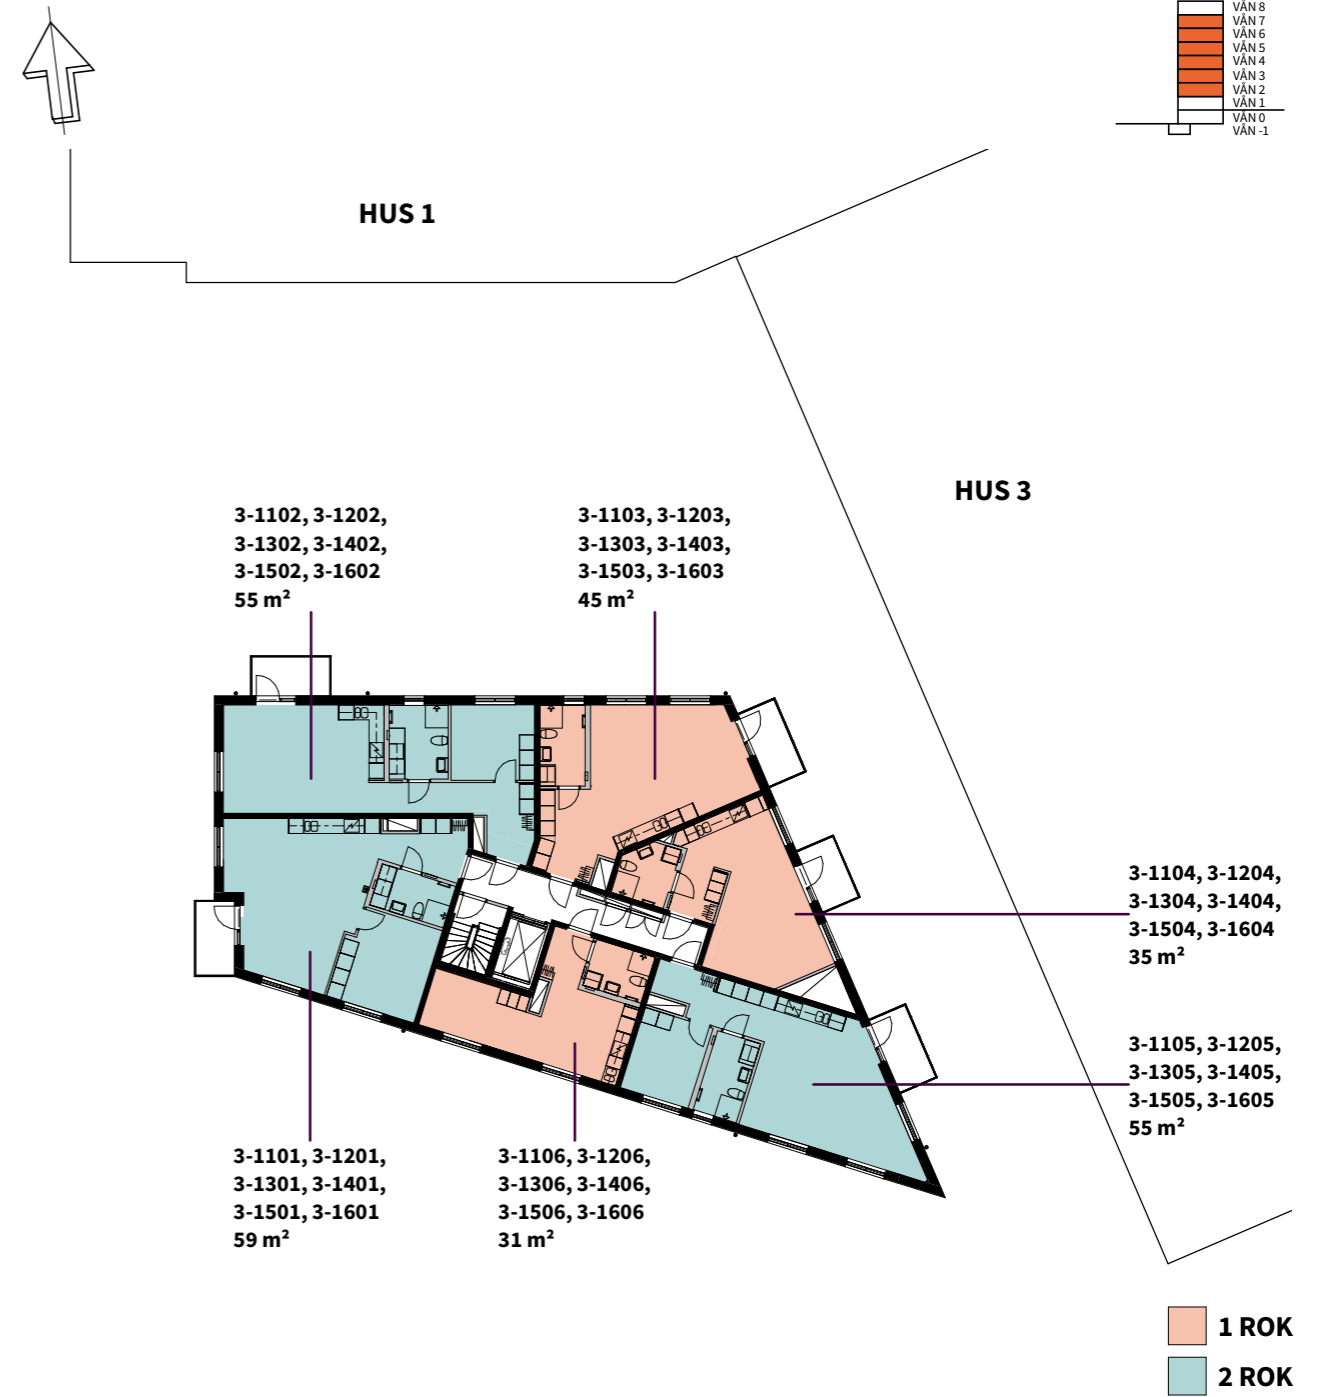 VÅN 8
VÅN 7
VÅN 6
VÅN 5
VÅN 4
VÅN 3
VÅN 2
VÅN 1
VÅN 0
VÅN -1
HUS 1
HUS 3
3-1102, 3-1202,
3-1302, 3-1402,
3-1502, 3-1602
55 m²
3-1103, 3-1203,
3-1303, 3-1403,
3-1503, 3-1603
45 m²
3-1104, 3-1204,
3-1304, 3-1404,
3-1504, 3-1604
35 m²
3-1105, 3-1205,
3-1305, 3-1405,
3-1505, 3-1605
55 m²
3-1101, 3-1201,
3-1301, 3-1401,
3-1501, 3-1601
59 m²
3-1106, 3-1206,
3-1306, 3-1406,
3-1506, 3-1606
31 m²
1 ROK
2 ROK